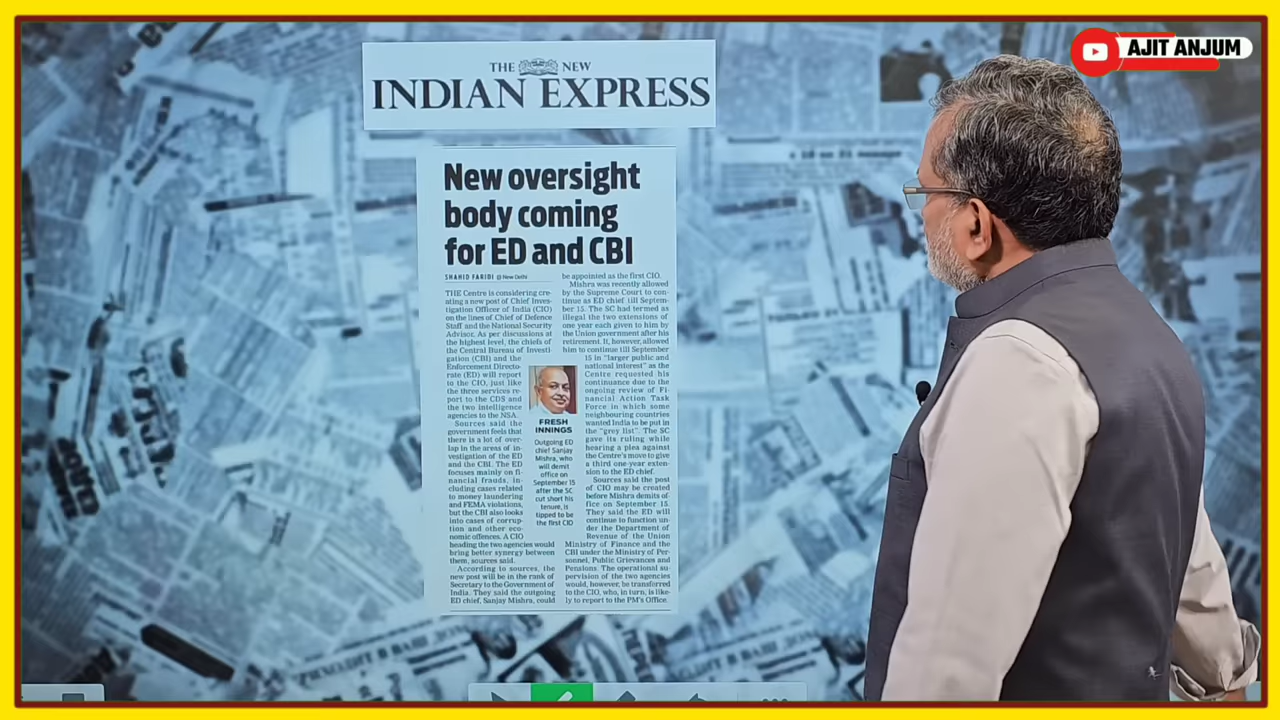 AJIT ANJUM
THE NEW
INDIAN EXPRESS
New oversight
body coming
for ED and CBI
SHAHID FARIDI @ New Delhi
THE Centre is considering cre-
ating a new post of Chief Inves-
tigation Officer of India (CIO)
on the lines of Chief of Defence
Staff and the National Security
Advisor. As per discussions at
the highest level, the chiefs of
the Central Bureau of Investi-
gation (CBI) and the
Enforcement Directo-
rate (ED) will report
to the CIO, just like
the three services re-
port to the CDS and
the two intelligence
agencies to the NSA.
Sources said the
government feels that
there is a lot of over-
lap in the areas of in-
vestigation of the ED
and the CBI. The ED
focuses mainly on fi-
nancial frauds, in-
cluding cases related
to money laundering
and FEMA violations,
but the CBI also looks
into cases of corrup-
tion and other eco-
nomic offences. A CIO
heading the two agencies would
bring better synergy between
them, sources said.
According to sources, the
new post will be in the rank of
Secretary to the Government of
India. They said the outgoing
ED chief, Sanjay Mishra, could
be appointed as the first CIO.
Mishra was recently allowed
by the Supreme Court to con-
tinue as ED chief till Septem-
ber 15. The SC had termed as
illegal the two extensions of
one year each given to him by
the Union government after his
retirement. It, however, allowed
him to continue till September
15 in "larger public and
national interest" as the
Centre requested his
continuance due to the
ongoing review of Fi-
nancial Action Task
Force in which some
neighbouring countries
wanted India to be put in
the "grey list". The SC
gave its ruling while
hearing a plea against
the Centre's move to give
a third one-year exten-
sion to the ED chief.
Sources said the post
of CIO may be created
before Mishra demits of-
fice on September 15.
They said the ED will
continue to function un-
der the Department of
Revenue of the Union
Ministry of Finance and the
CBI under the Ministry of Per-
sonnel, Public Grievances and
Pensions. The operational su-
pervision of the two agencies
would, however, be transferred
to the CIO, who, in turn, is like-
ly to report to the PM's Office.
FRESH
INNINGS
Outgoing ED
chief Sanjay
Mishra, who
will demit
office on
September 15
after the SC
cut short his
tenure, is
tipped to be
the first CIO